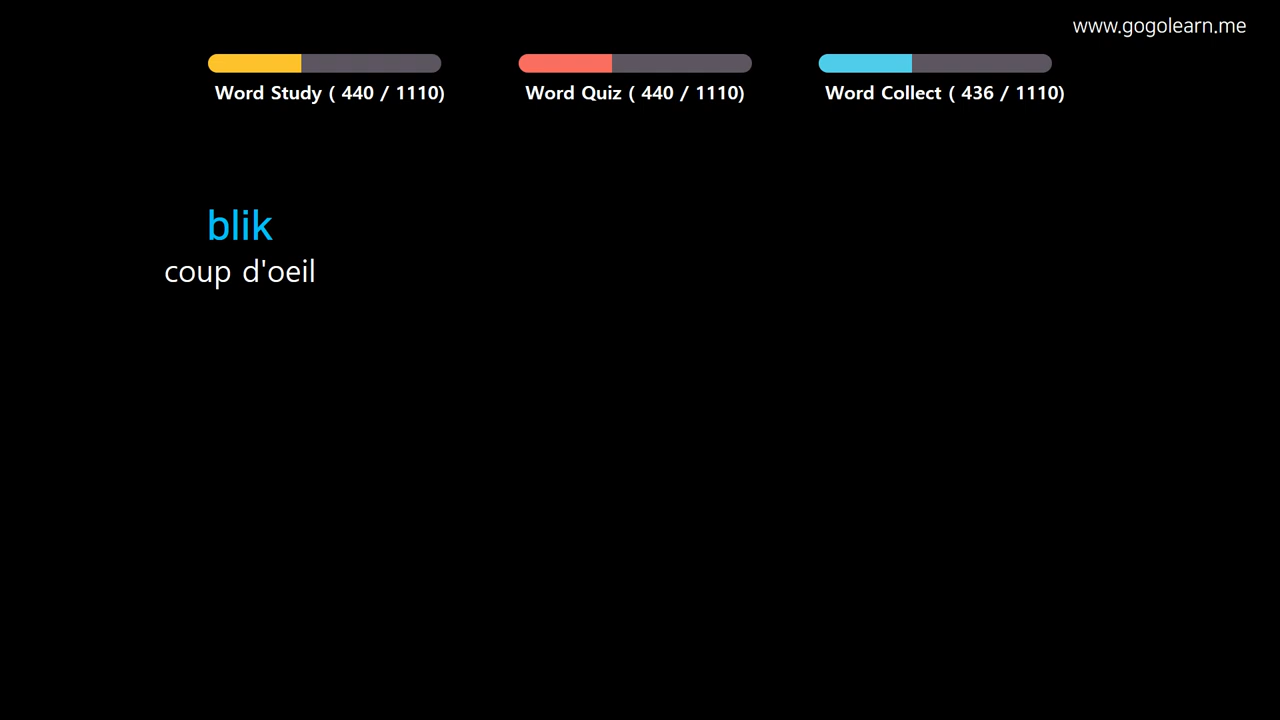 www.gogolearn.me
Word Study ( 440 / 1110)
Word Quiz ( 440 / 1110)
Word Collect ( 436 / 1110)
blik
coup d'oeil